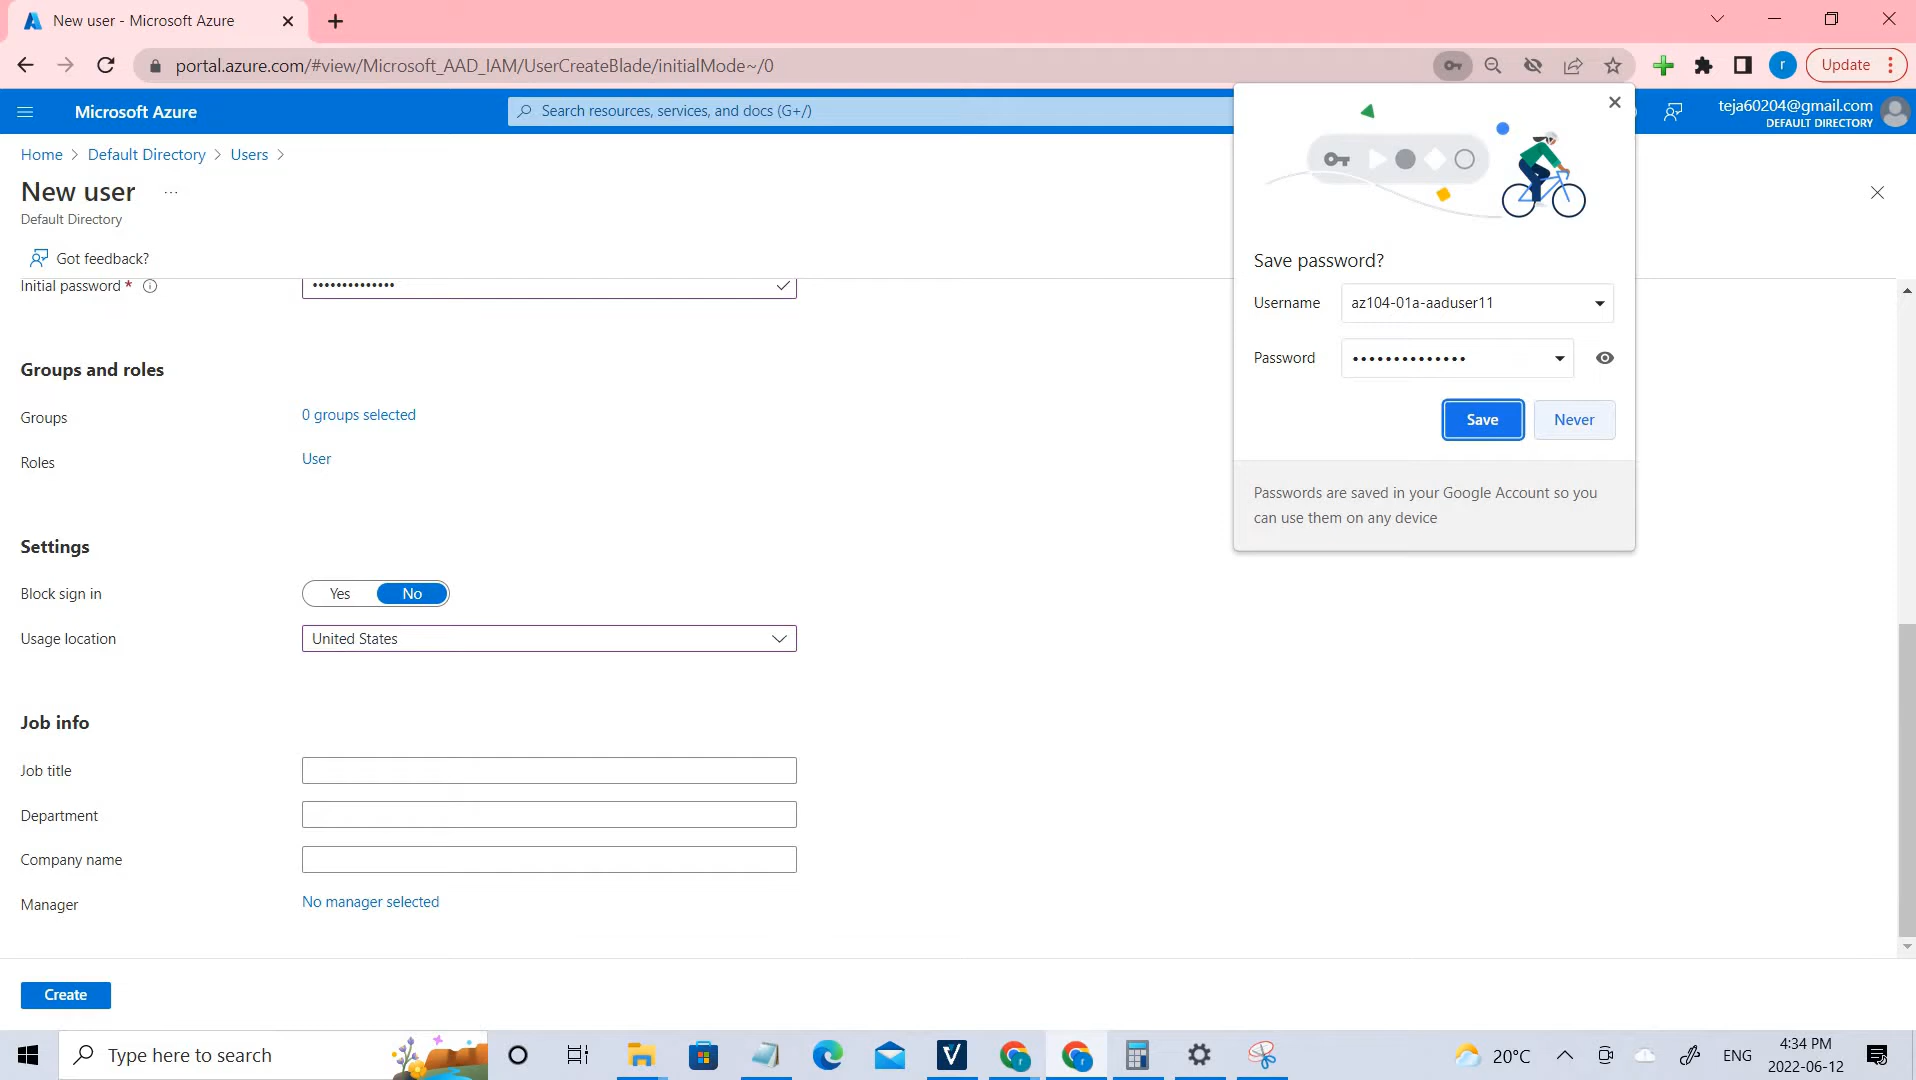 New user - Microsoft Azure
portal.azure.com/#view/Microsoft_AAD_IAM/UserCreateBlade/initialMode~/0
r
Update
Microsoft Azure
Search resources, services, and docs (G+/)
teja60204@gmail.com
DEFAULT DIRECTORY
Home > Default Directory > Users >
New user ...
Default Directory
Got feedback?
Initial password *
••••••••••••••
Groups and roles
Groups
0 groups selected
Roles
User
Settings
Block sign in
Yes No
Usage location
United States
Job info
Job title
Department
Company name
Manager
No manager selected
Create
Save password?
Username
az104-01a-aaduser11
Password
••••••••••••••
Save
Never
Passwords are saved in your Google Account so you
can use them on any device
Type here to search
20°C
ENG
4:34 PM
2022-06-12